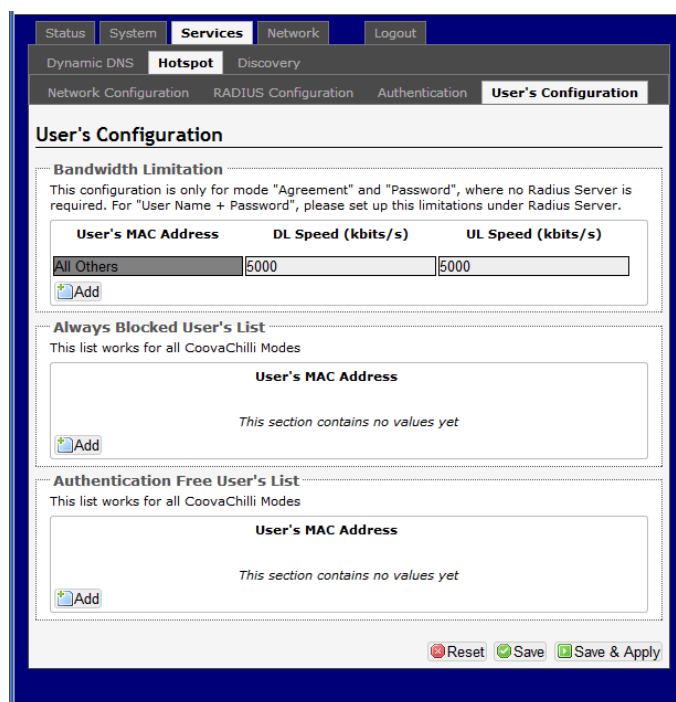 Status System Services Network Logout
Dynamic DNS Hotspot Discovery
Network Configuration RADIUS Configuration Authentication User's Configuration
User's Configuration
Bandwidth Limitation
This configuration is only for mode "Agreement" and "Password", where no Radius Server is
required. For "User Name + Password", please set up this limitations under Radius Server.
User's MAC Address DL Speed (kbits/s) UL Speed (kbits/s)
All Others 5000 5000
Add
Always Blocked User's List
This list works for all CoovaChilli Modes
User's MAC Address
This section contains no values yet
Add
Authentication Free User's List
This list works for all CoovaChilli Modes
User's MAC Address
This section contains no values yet
Add
Reset Save Save & Apply